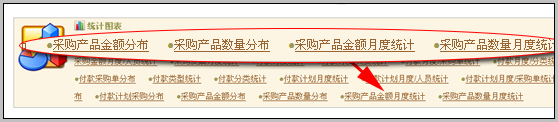 统计图表
●采购产品金额分布 ●采购产品数量分布 ●采购产品金额月度统计 ●采购产品数量月度统计
●付款采购单分布 ●付款类型统计 ●付款分类统计 ●付款计划月度统计 付款计划月度/人员统计 ●付款计划月度/采购单统计
布 ●付款计划采购分布 ●采购产品金额分布 ●采购产品数量分布 ●采购产品金额月度统计 ●采购产品数量月度统计